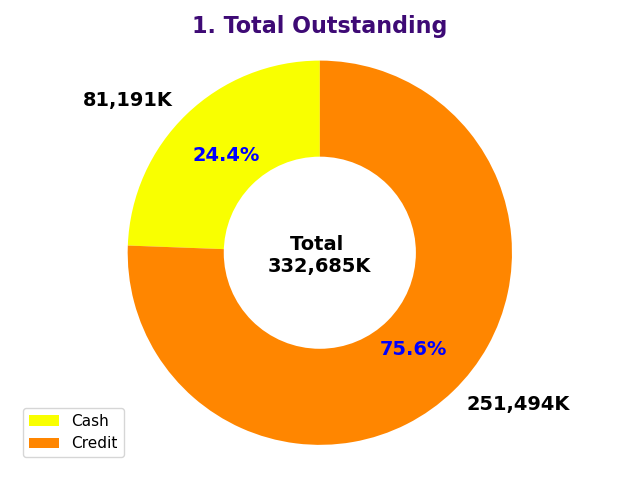 1. Total Outstanding
81,191K
24.4%
Total
332,685K
75.6%
251,494K
Cash
Credit